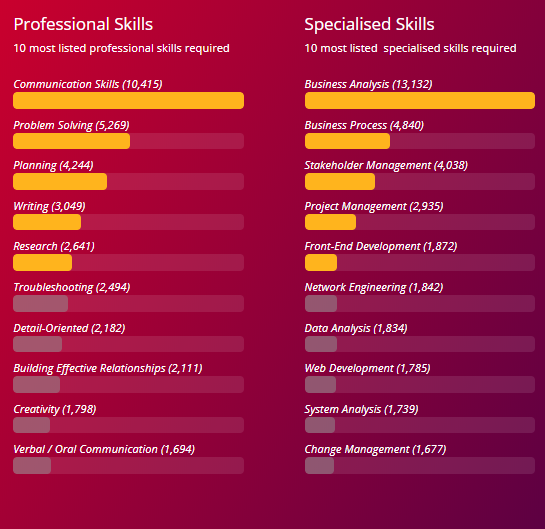 Professional Skills
10 most listed professional skills required
Communication Skills (10,415)
Problem Solving (5,269)
Planning (4,244)
Writing (3,049)
Research (2,641)
Troubleshooting (2,494)
Detail-Oriented (2,182)
Building Effective Relationships (2,111)
Creativity (1,798)
Verbal / Oral Communication (1,694)
Specialised Skills
10 most listed  specialised skills required
Business Analysis (13,132)
Business Process (4,840)
Stakeholder Management (4,038)
Project Management (2,935)
Front-End Development (1,872)
Network Engineering (1,842)
Data Analysis (1,834)
Web Development (1,785)
System Analysis (1,739)
Change Management (1,677)